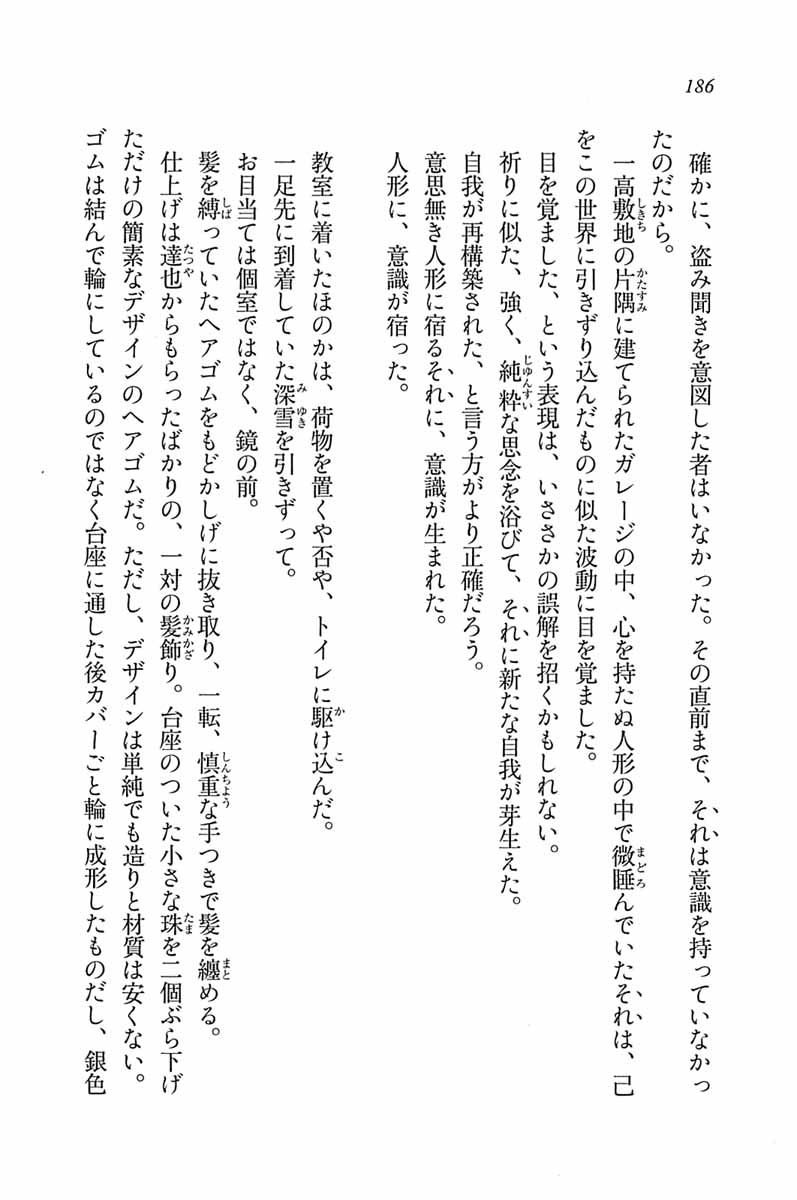 186
確かに、盗み聞きを意図した者はいなかった。その直前まで、それは意識を持っていなかっ
たのだから。
一高敷地の片隅に建てられたガレージの中、心を持たぬ人形の中で微睡んでいたそれは、己
をこの世界に引きずり込んだものに似た波動に目を覚ました。
目を覚ました、という表現は、いささかの誤解を招くかもしれない。
祈りに似た、強く、純粋な思念を浴びて、それに新たな自我が芽生えた。
自我が再構築された、と言う方がより正確だろう。
意思無き人形に宿るそれに、意識が生まれた。
人形に、意識が宿った。
教室に着いたほのかは、荷物を置くや否や、トイレに駆け込んだ。
一足先に到着していた深雪を引きずって。
お目当ては個室ではなく、鏡の前。
髪を縛っていたヘアゴムをもどかしげに抜き取り、一転、慎重な手つきで髪を纏める。
仕上げは達也からもらったばかりの、一対の髪飾り。台座のついた小さな珠を二個ぶら下げ
ただけの簡素なデザインのヘアゴムだ。ただし、デザインは単純でも造りと材質は安くない。
ゴムは結んで輪にしているのではなく台座に通した後カバーごと輪に成形したものだし、銀色